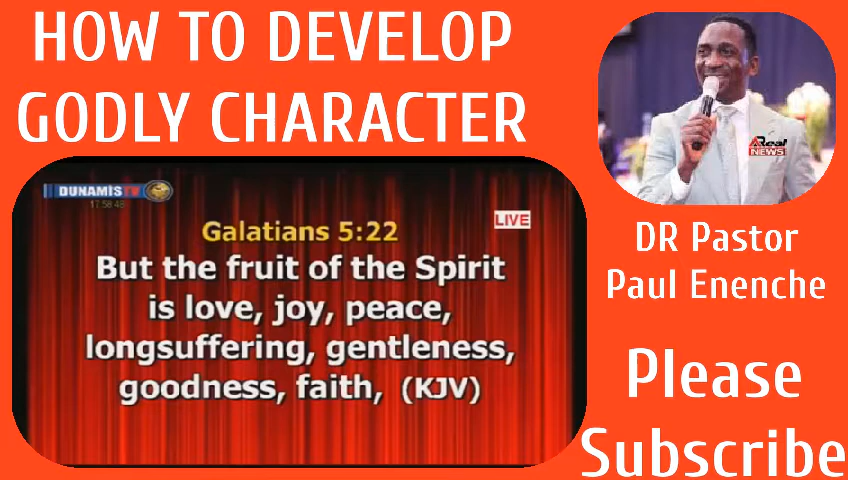 HOW TO DEVELOP
GODLY CHARACTER
DUNAMIS TV
17:58:48
LIVE
Galatians 5:22
But the fruit of the Spirit
is love, joy, peace,
longsuffering, gentleness,
goodness, faith, (KJV)
AReal
NEWS
DR Pastor
Paul Enenche
Please
Subscribe